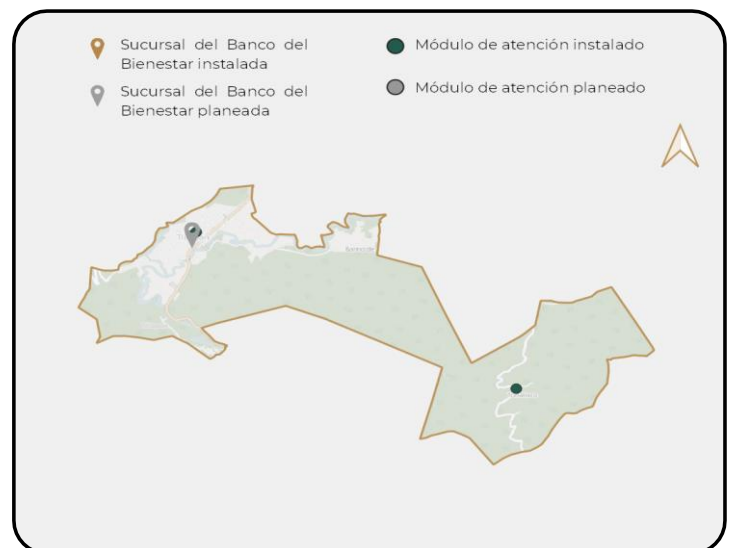 Sucursal del Banco del
Bienestar instalada
Sucursal del Banco del
Bienestar planeada
Módulo de atención instalado
Módulo de atención planeado